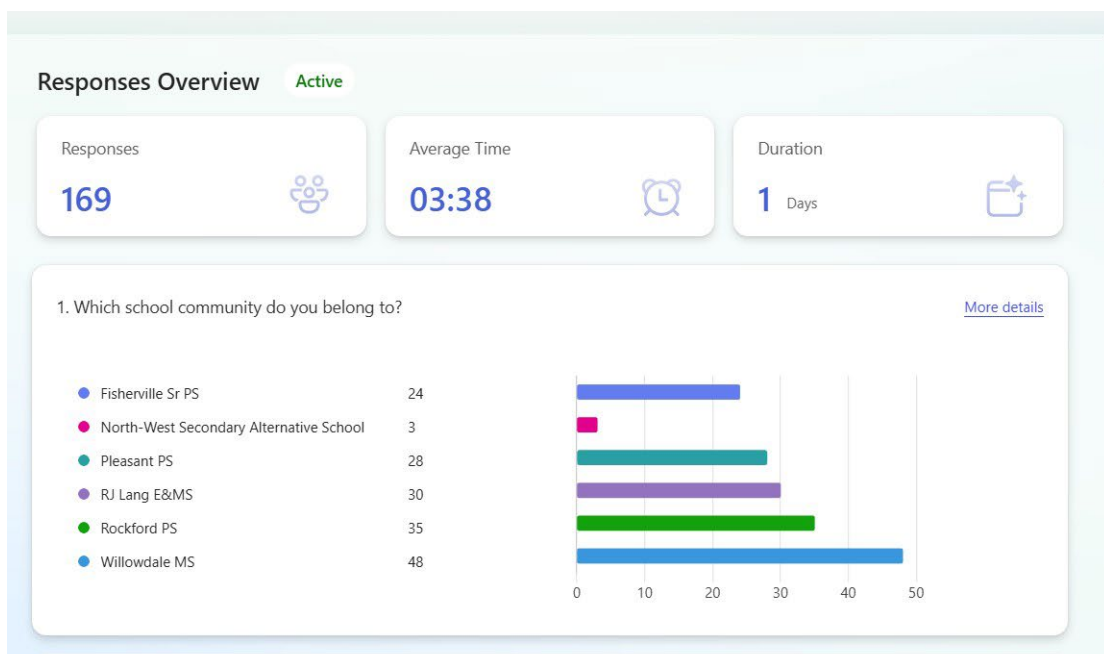 Responses Overview Active
Responses
169
Average Time
03:38
Duration
1 Days
1. Which school community do you belong to? More details
Fisherville Sr PS 24
North-West Secondary Alternative School 3
Pleasant PS 28
RJ Lang E&MS 30
Rockford PS 35
Willowdale MS 48
0 10 20 30 40 50